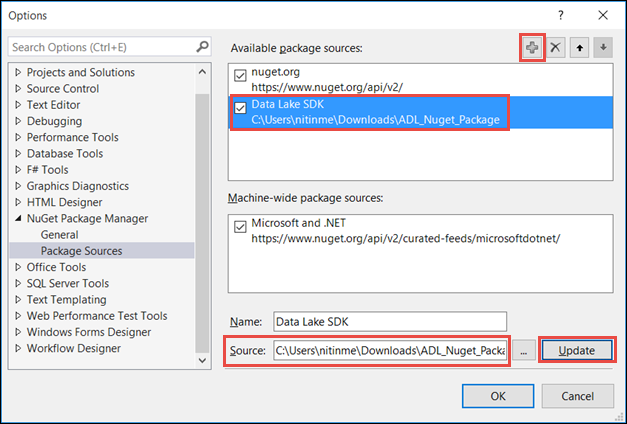 Options
?
Search Options (Ctrl+E)
Projects and Solutions
Source Control
Text Editor
Debugging
Performance Tools
Database Tools
F# Tools
Graphics Diagnostics
HTML Designer
NuGet Package Manager
General
Package Sources
Office Tools
SQL Server Tools
Text Templating
Web Performance Test Tools
Windows Forms Designer
Workflow Designer
Available package sources:
nuget.org
https://www.nuget.org/api/v2/
Data Lake SDK
C:\Users\nitinme\Downloads\ADL_Nuget_Package
Machine-wide package sources:
Microsoft and .NET
https://www.nuget.org/api/v2/curated-feeds/microsoftdotnet/
Name: Data Lake SDK
Source: C:\Users\nitinme\Downloads\ADL_Nuget_Packa ... Update
OK Cancel